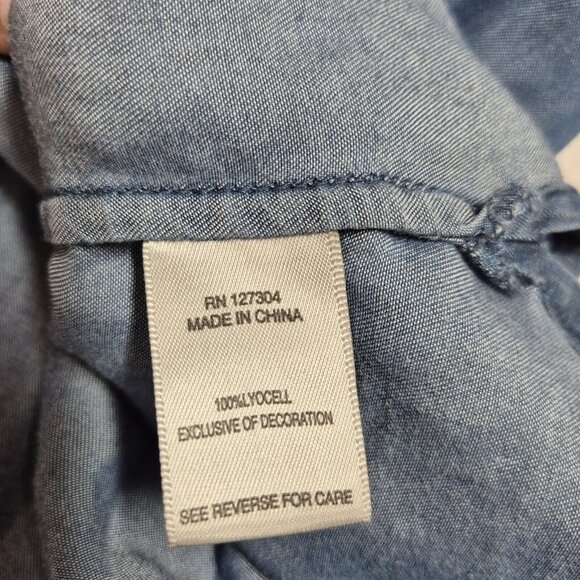 RN 127304
MADE IN CHINA
100%LYOCELL
EXCLUSIVE OF DECORATION
SEE REVERSE FOR CARE